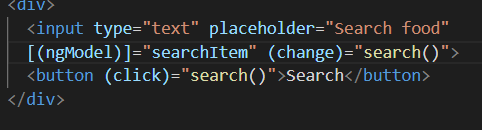 <div>
<input type="text" placeholder="Search food"
[(ngModel)]="searchItem" (change)="search()">
<button (click)="search()">Search</button>
</div>